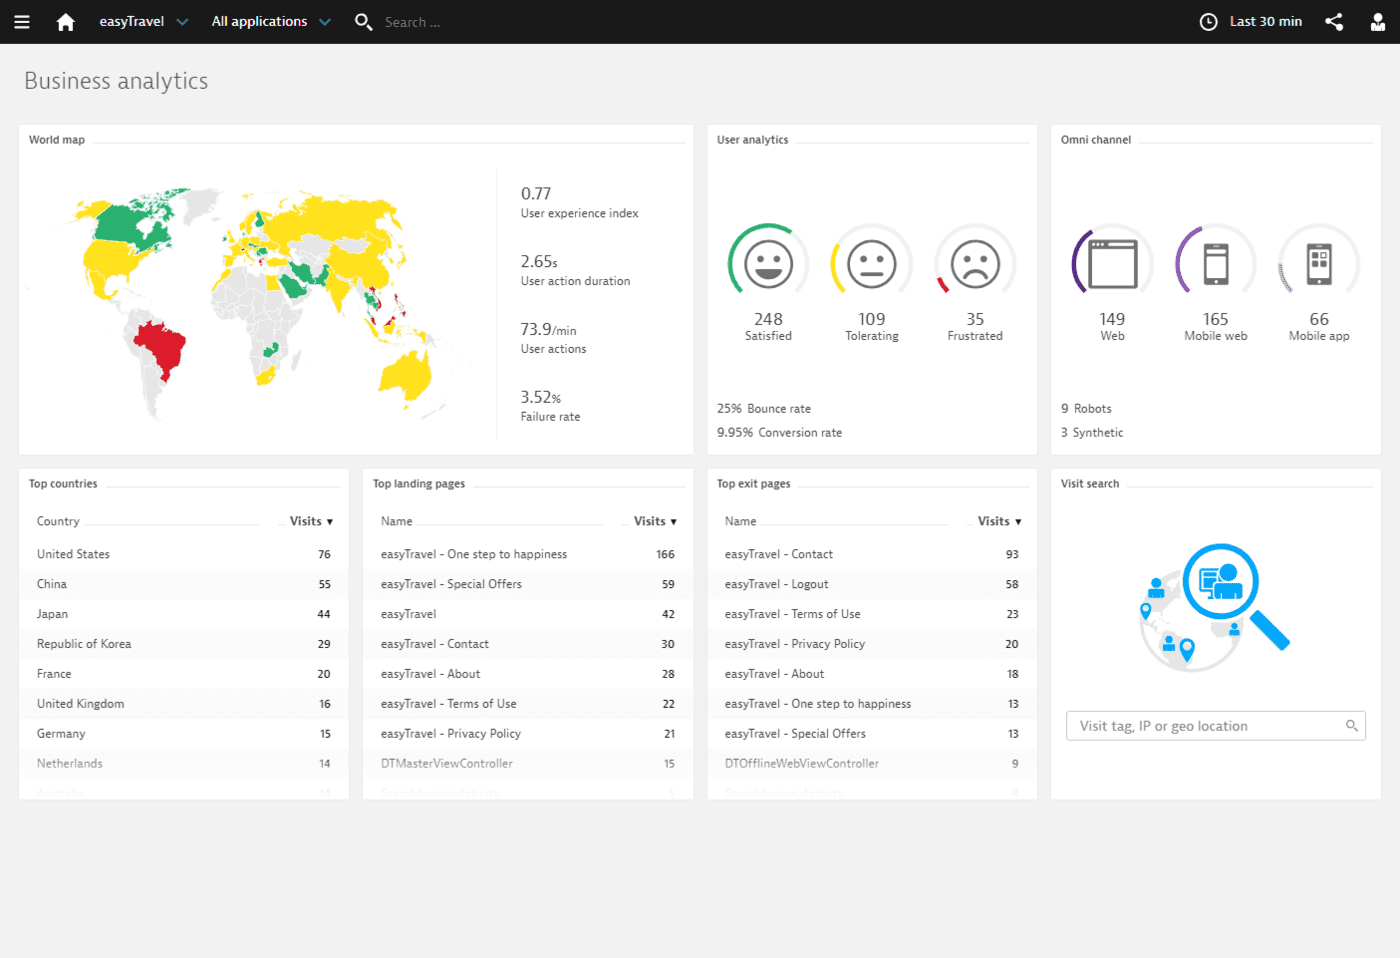 easyTravel All applications Search ... Last 30 min
Business analytics
World map
0.77
User experience index
2.65s
User action duration
73.9/min
User actions
3.52%
Failure rate
User analytics
248 109 35
Satisfied Tolerating Frustrated
25% Bounce rate
9.95% Conversion rate
Omni channel
149 165 66
Web Mobile web Mobile app
9 Robots
3 Synthetic
Top countries
Country Visits ▼
United States 76
China 55
Japan 44
Republic of Korea 29
France 20
United Kingdom 16
Germany 15
Netherlands 14
Australia 14
Top landing pages
Name Visits ▼
easyTravel - One step to happiness 166
easyTravel - Special Offers 59
easyTravel 42
easyTravel - Contact 30
easyTravel - About 28
easyTravel - Terms of Use 22
easyTravel - Privacy Policy 21
DTMasterViewController 15
SearchJourneyActivity 5
Top exit pages
Name Visits ▼
easyTravel - Contact 93
easyTravel - Logout 58
easyTravel - Terms of Use 23
easyTravel - Privacy Policy 20
easyTravel - About 18
easyTravel - One step to happiness 13
easyTravel - Special Offers 13
DTOfflineWebViewController 9
SearchJourneyActivity
Visit search
Visit tag, IP or geo location